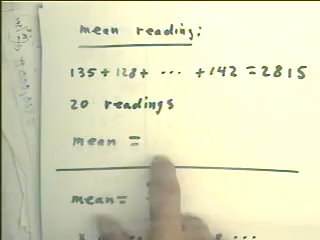 mean reading:
135+128+ ... +142=2815
20 readings
mean =
mean=